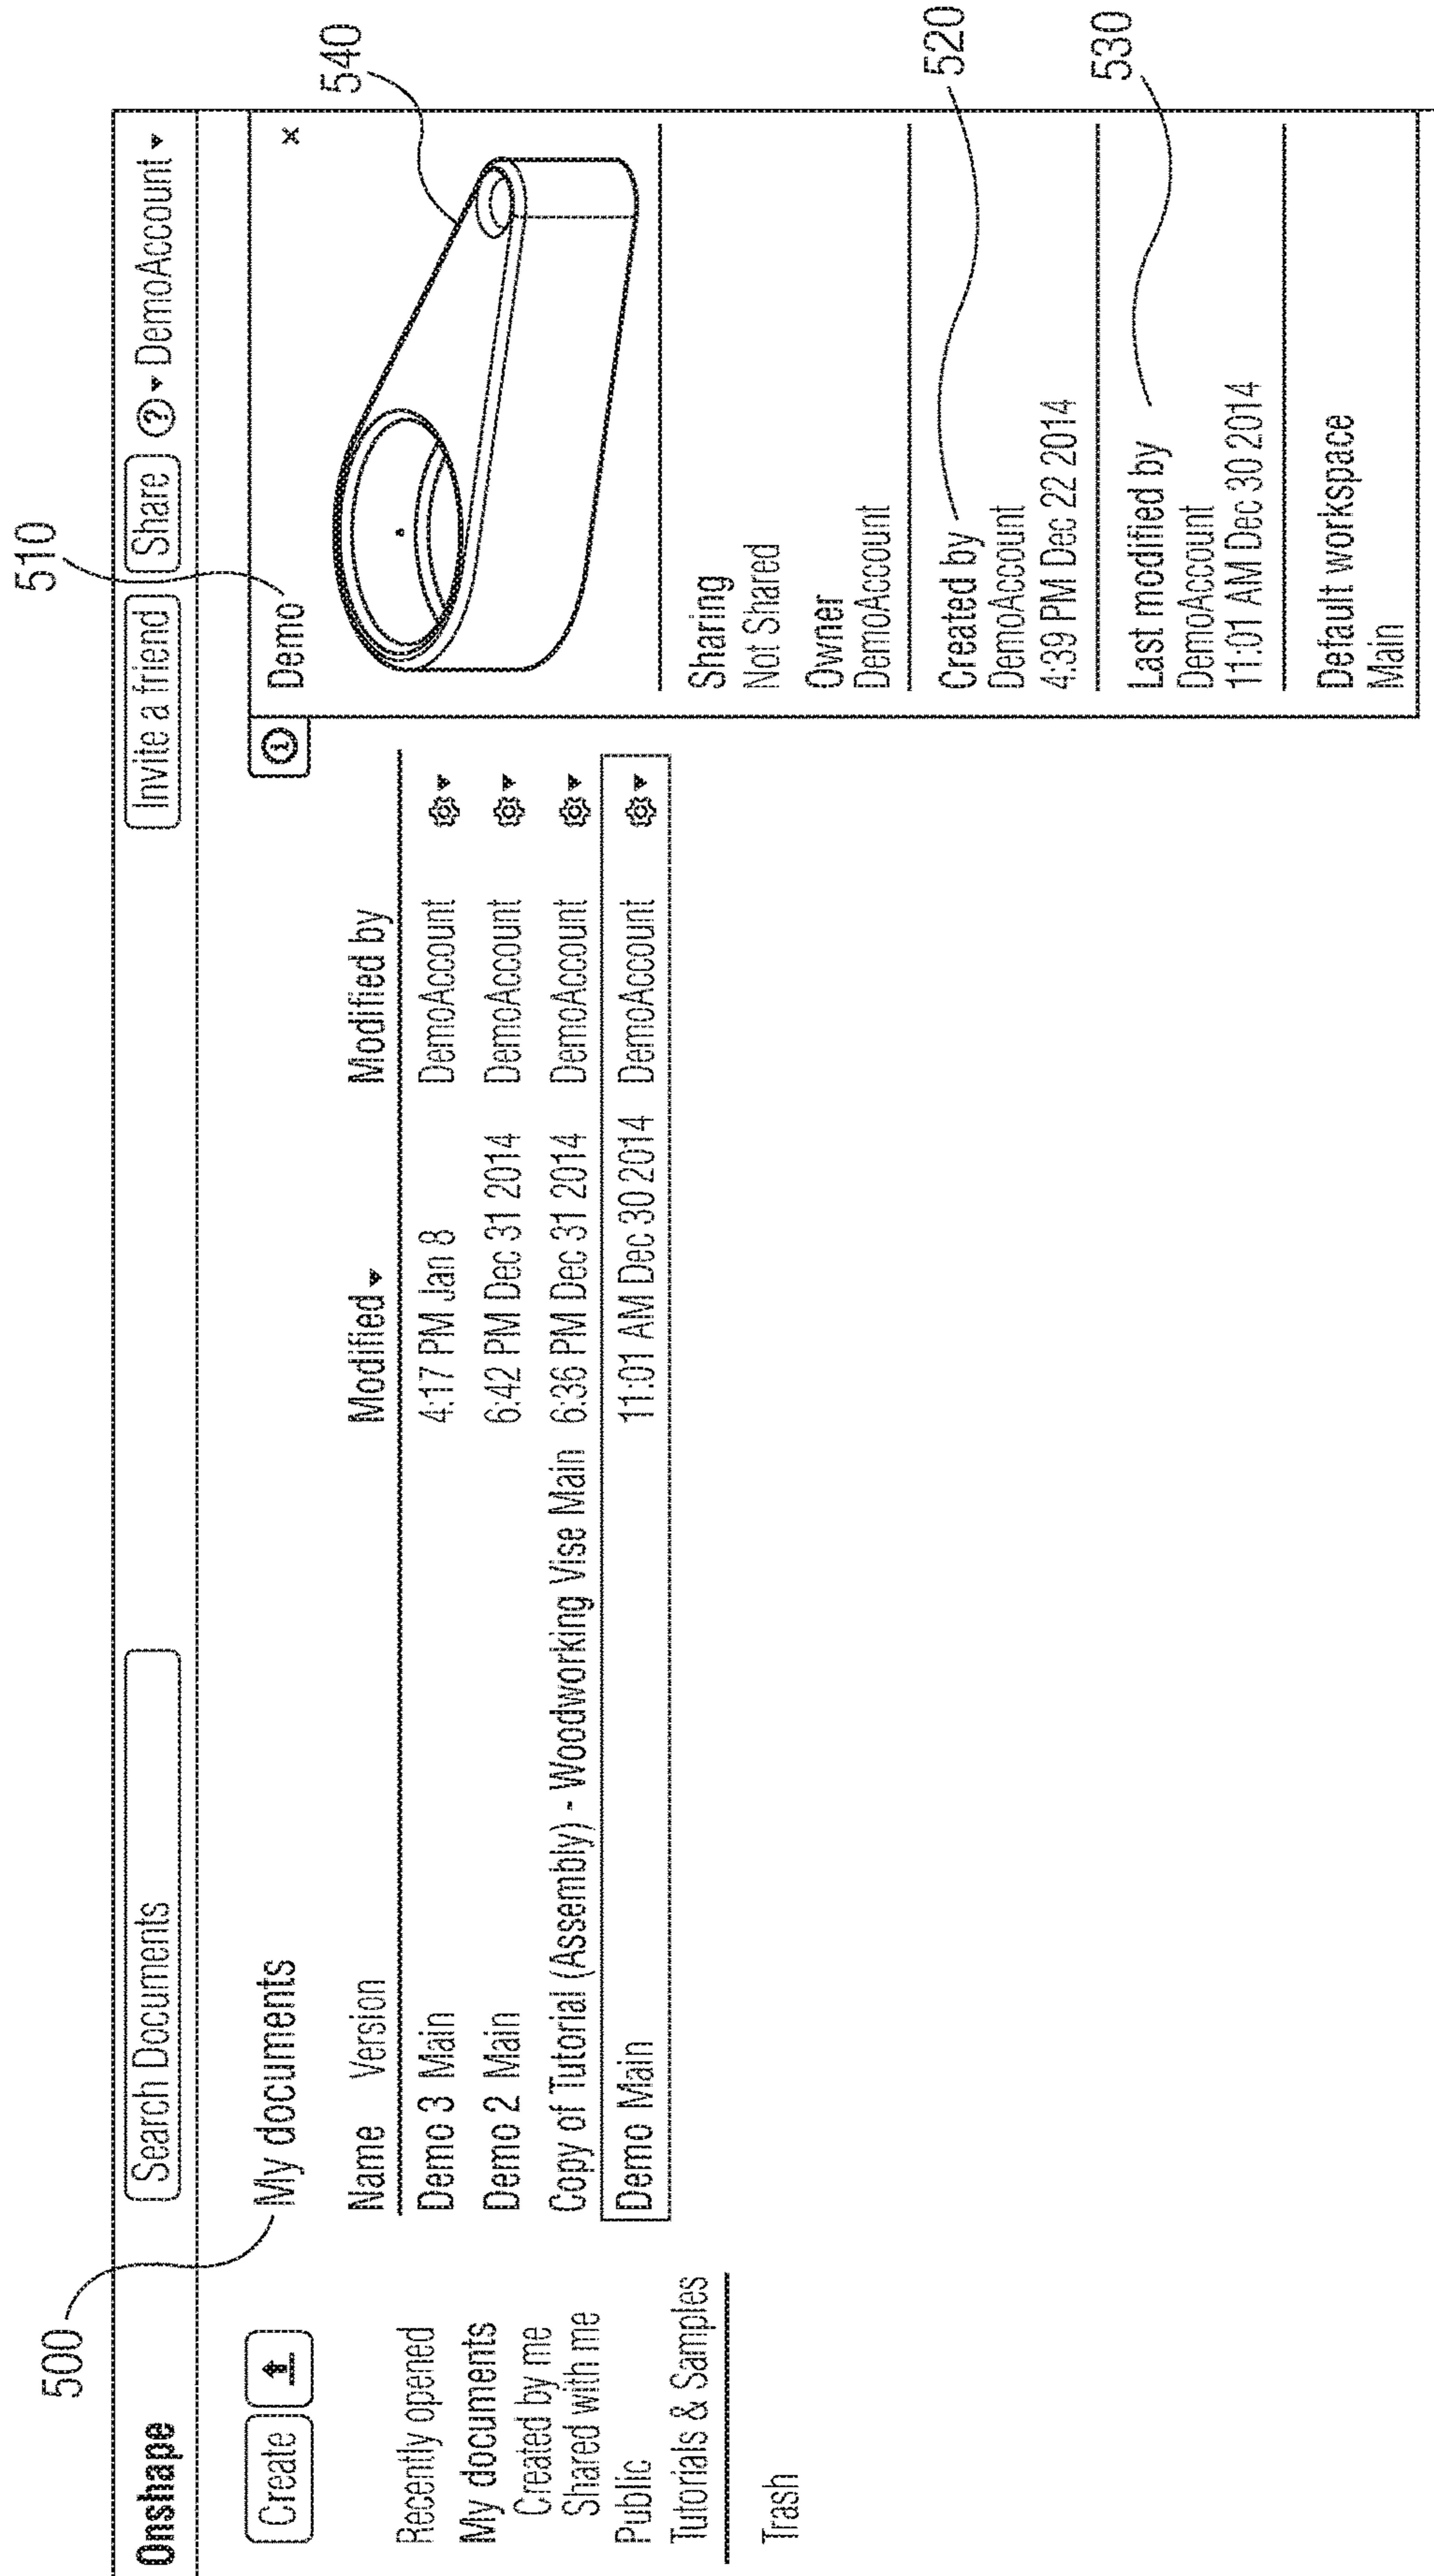 500
510
540
520
530
Onshape
Search Documents
Invite a friend
Share
? DemoAccount
Create
My documents
Recently opened
My documents
Created by me
Shared with me
Public
Tutorials & Samples
Trash
Name Version Modified Modified by
Demo 3 Main 4:17 PM Jan 8 DemoAccount
Demo 2 Main 6:42 PM Dec 31 2014 DemoAccount
Copy of Tutorial (Assembly) - Woodworking Vise Main 6:36 PM Dec 31 2014 DemoAccount
Demo Main 11:01 AM Dec 30 2014 DemoAccount
i
Demo x
Sharing
Not Shared
Owner
DemoAccount
Created by
DemoAccount
4:39 PM Dec 22 2014
Last modified by
DemoAccount
11:01 AM Dec 30 2014
Default workspace
Main